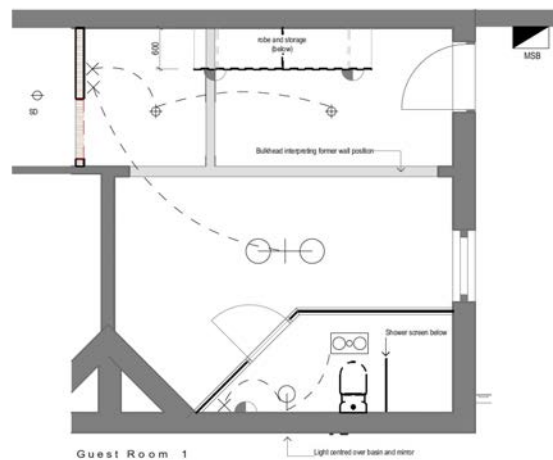 600
robe and storage
(below)
MSB
SD
Bulkhead interpreting former wall position
Shower screen below
Guest Room 1
Light centred over basin and mirror